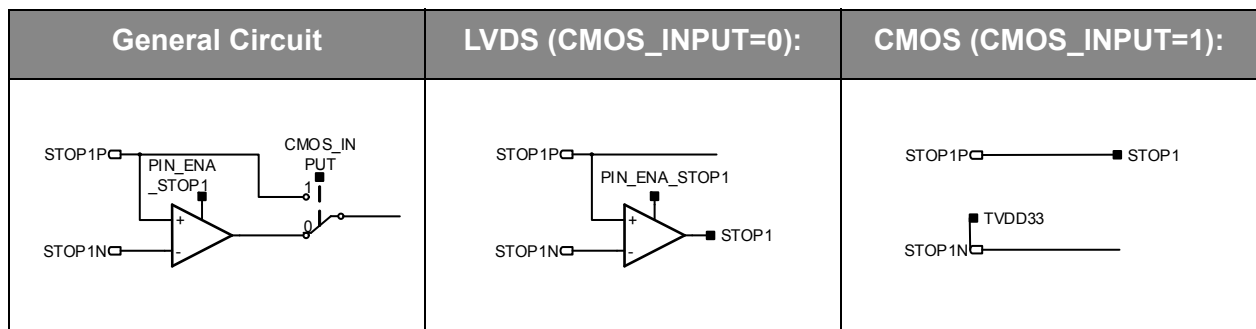 General Circuit
LVDS (CMOS_INPUT=0):
CMOS (CMOS_INPUT=1):
STOP1P
PIN_ENA
_STOP1
CMOS_IN
PUT
1
0
+
-
STOP1N
STOP1P
PIN_ENA_STOP1
+
-
STOP1
STOP1N
STOP1P
STOP1
TVDD33
STOP1N